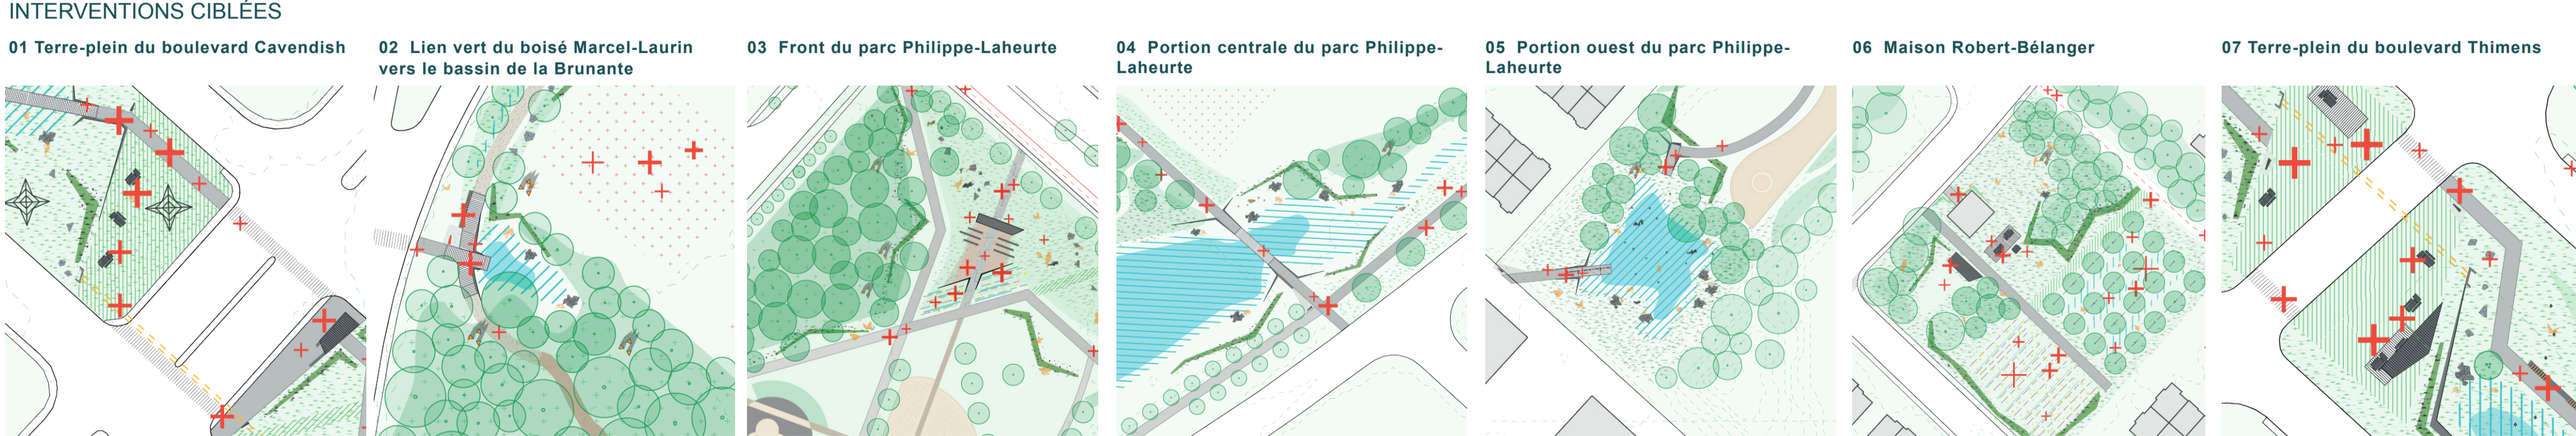 INTERVENTIONS CIBLÉES
01 Terre-plein du boulevard Cavendish
02 Lien vert du boisé Marcel-Laurin
vers le bassin de la Brunante
03 Front du parc Philippe-Laheurte
04 Portion centrale du parc Philippe-
Laheurte
05 Portion ouest du parc Philippe-
Laheurte
06 Maison Robert-Bélanger
07 Terre-plein du boulevard Thimens